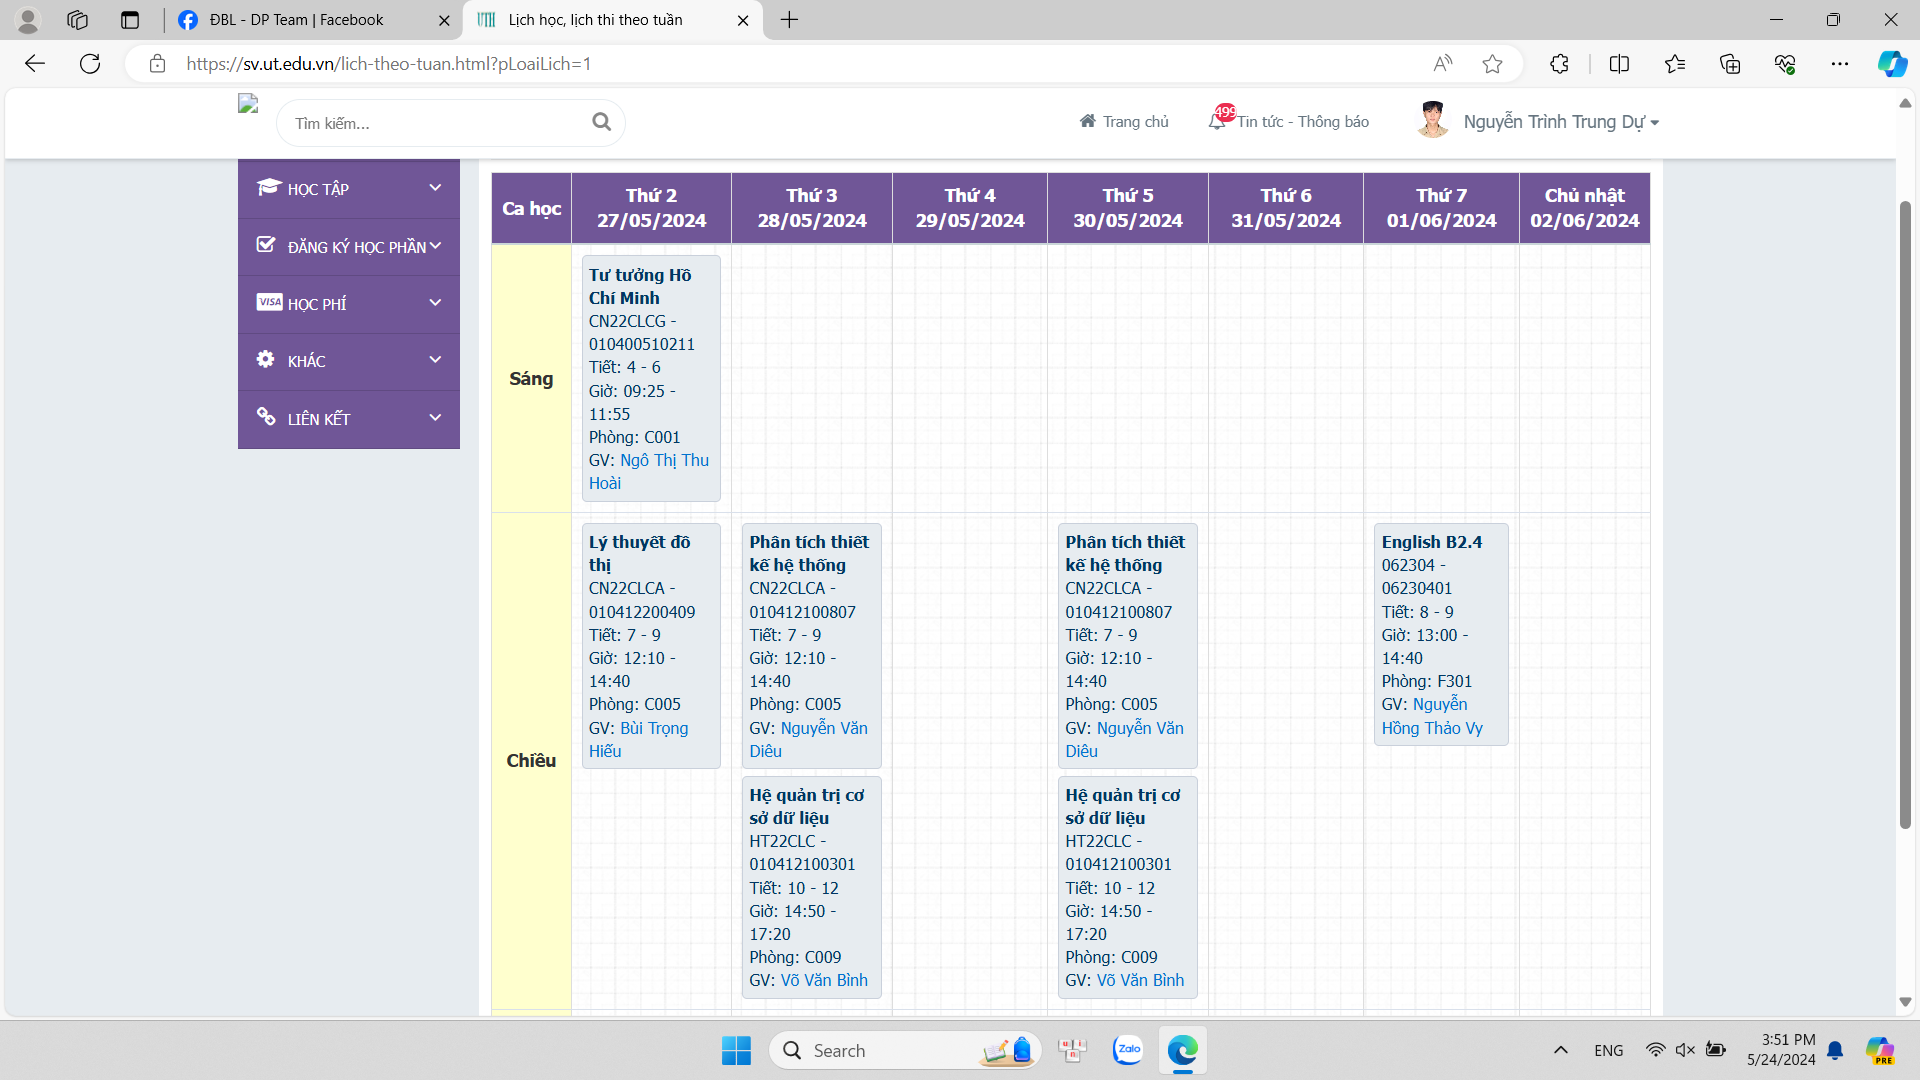 ĐBL - DP Team | Facebook
Lịch học, lịch thi theo tuần
https://sv.ut.edu.vn/lich-theo-tuan.html?pLoaiLich=1
Tìm kiếm...
Trang chủ
499
Tin tức - Thông báo
Nguyễn Trình Trung Dự
HỌC TẬP
ĐĂNG KÝ HỌC PHẦN
VISA HỌC PHÍ
KHÁC
LIÊN KẾT
Ca học
Thứ 2
27/05/2024
Thứ 3
28/05/2024
Thứ 4
29/05/2024
Thứ 5
30/05/2024
Thứ 6
31/05/2024
Thứ 7
01/06/2024
Chủ nhật
02/06/2024
Sáng
Tư tưởng Hồ
Chí Minh
CN22CLCG -
010400510211
Tiết: 4 - 6
Giờ: 09:25 -
11:55
Phòng: C001
GV: Ngô Thị Thu
Hoài
Chiều
Lý thuyết đồ
thị
CN22CLCA -
010412200409
Tiết: 7 - 9
Giờ: 12:10 -
14:40
Phòng: C005
GV: Bùi Trọng
Hiếu
Phân tích thiết
kế hệ thống
CN22CLCA -
010412100807
Tiết: 7 - 9
Giờ: 12:10 -
14:40
Phòng: C005
GV: Nguyễn Văn
Diêu
Hệ quản trị cơ
sở dữ liệu
HT22CLC -
010412100301
Tiết: 10 - 12
Giờ: 14:50 -
17:20
Phòng: C009
GV: Võ Văn Bình
Phân tích thiết
kế hệ thống
CN22CLCA -
010412100807
Tiết: 7 - 9
Giờ: 12:10 -
14:40
Phòng: C005
GV: Nguyễn Văn
Diêu
Hệ quản trị cơ
sở dữ liệu
HT22CLC -
010412100301
Tiết: 10 - 12
Giờ: 14:50 -
17:20
Phòng: C009
GV: Võ Văn Bình
English B2.4
062304 -
06230401
Tiết: 8 - 9
Giờ: 13:00 -
14:40
Phòng: F301
GV: Nguyễn
Hồng Thảo Vy
Search
Zalo
ENG
3:51 PM
5/24/2024
PRE